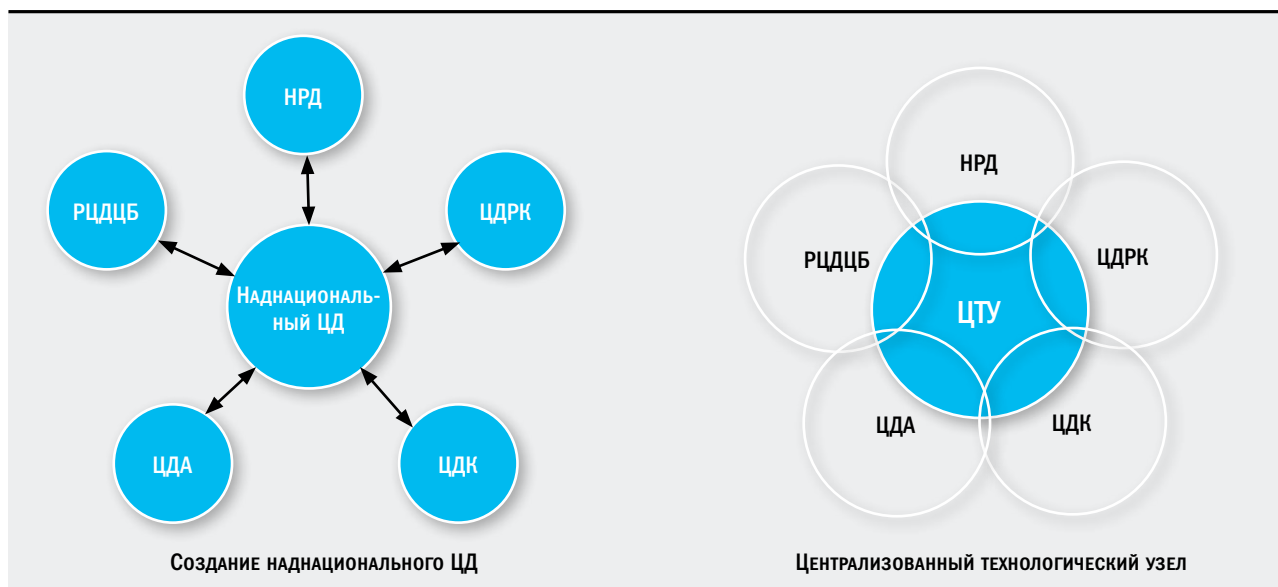 НРД
РЦДЦБ
ЦДРК
Наднациональ-
ный ЦД
ЦДА
ЦДК
Создание наднационального ЦД
НРД
РЦДЦБ
ЦДРК
ЦТУ
ЦДА
ЦДК
Централизованный технологический узел